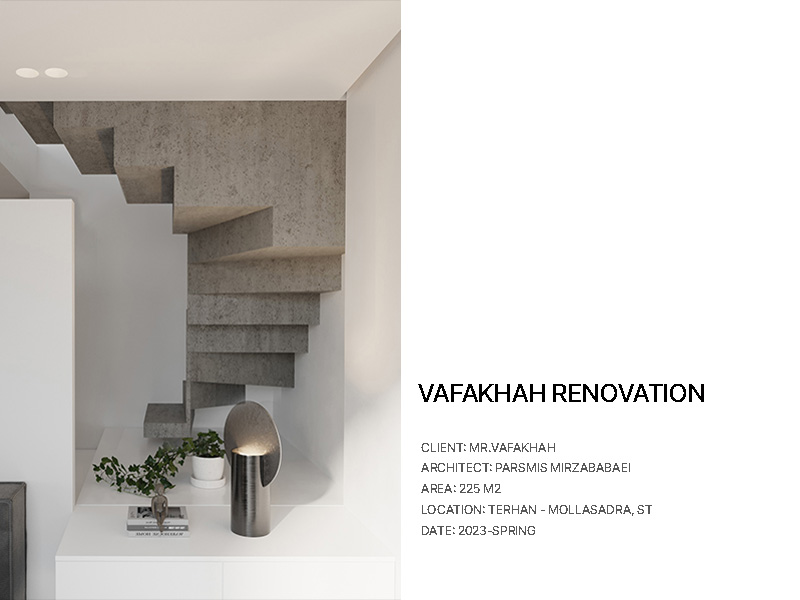 VAFAKHAH RENOVATION
CLIENT: MR.VAFAKHAH
ARCHITECT: PARSMIS MIRZABABAEI
AREA: 225 M2
LOCATION: TERHAN - MOLLASADRA, ST
DATE: 2023-SPRING